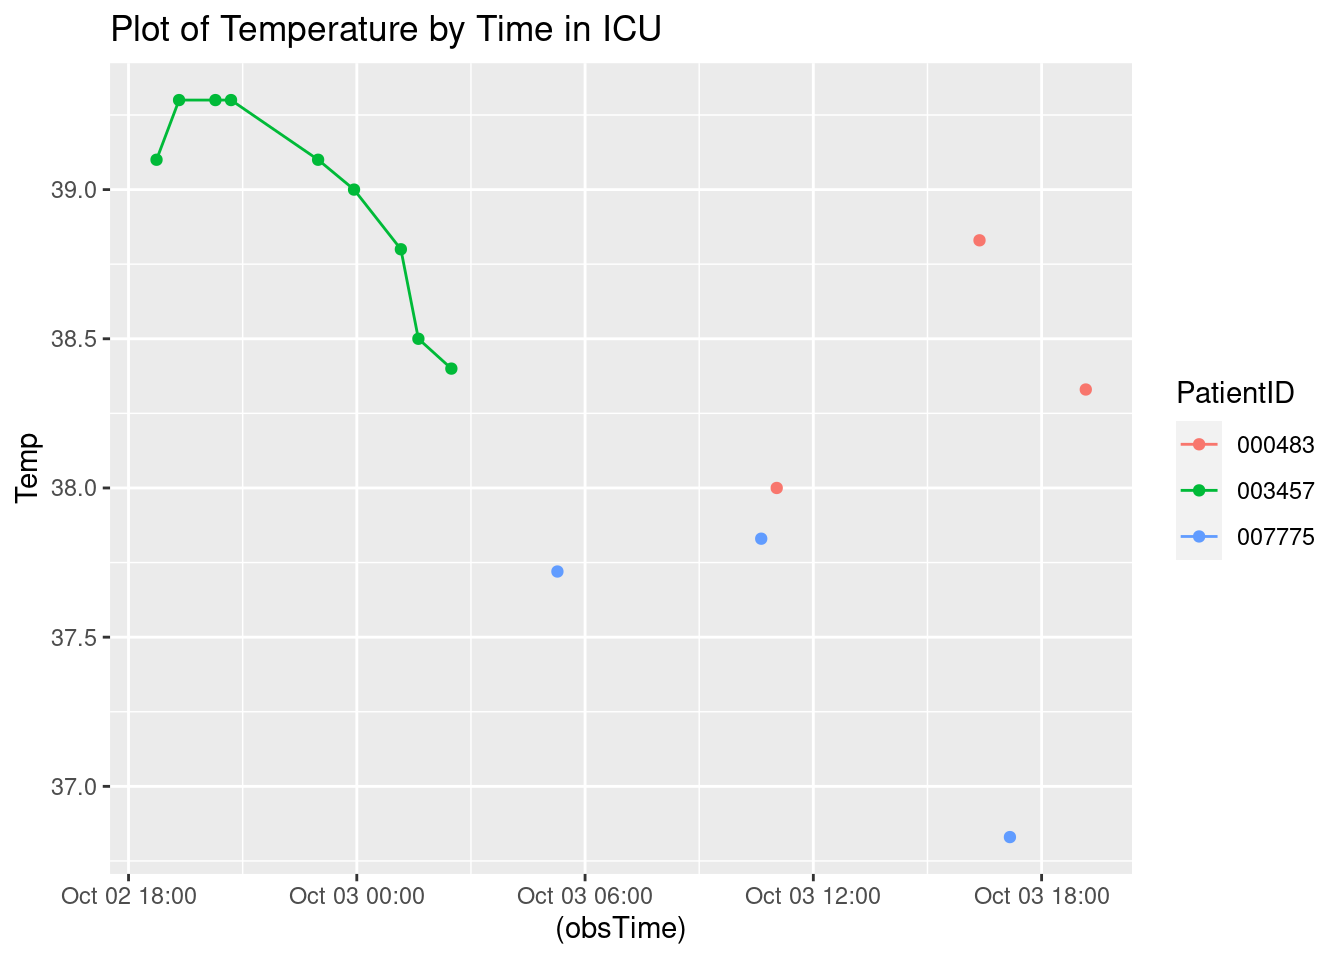 Plot of Temperature by Time in ICU
39.0
38.5
38.0
37.5
37.0
Temp
Oct 02 18:00 Oct 03 00:00 Oct 03 06:00 Oct 03 12:00 Oct 03 18:00
(obsTime)
PatientID
000483
003457
007775